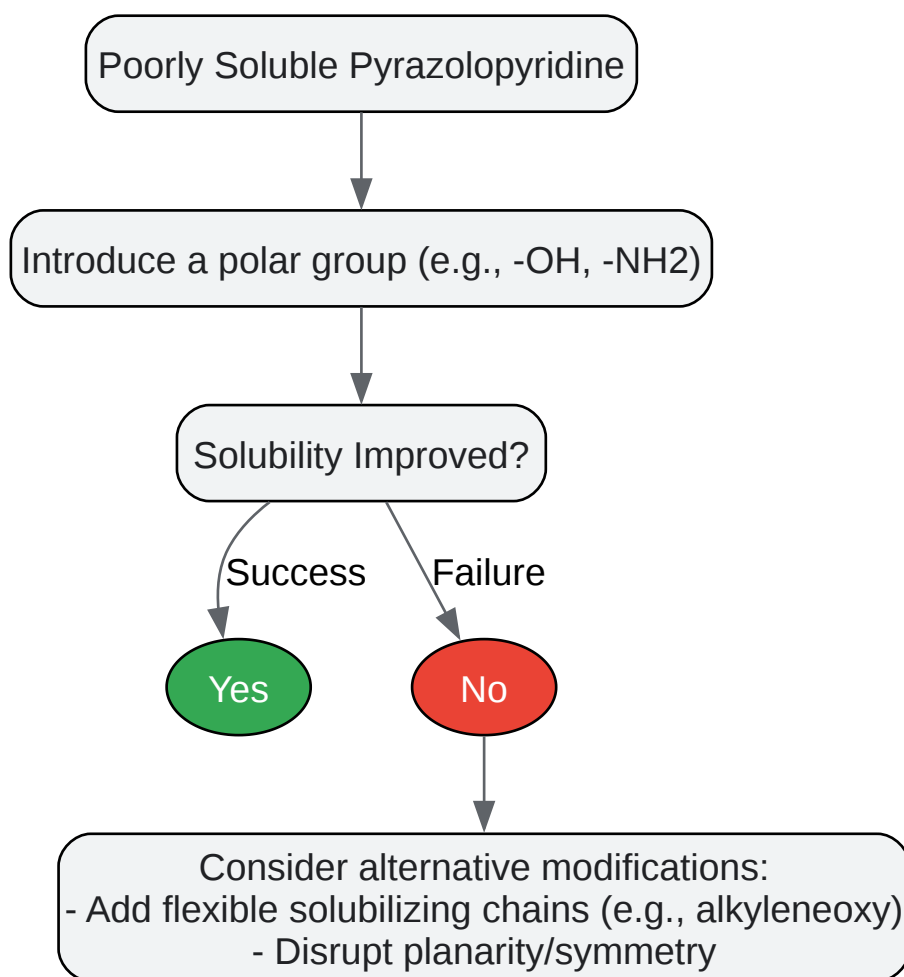 Poorly Soluble Pyrazolopyridine
Introduce a polar group (e.g., -OH, -NH2)
Solubility Improved?
Success
Failure
Yes
No
Consider alternative modifications:
- Add flexible solubilizing chains (e.g., alkyleneoxy)
- Disrupt planarity/symmetry